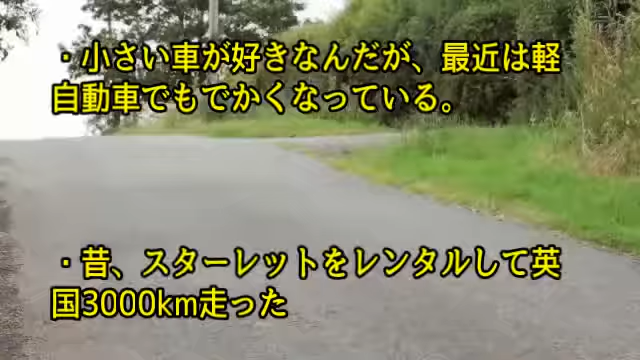 ・小さい車が好きなんだが、最近は軽
自動車でもでかくなっている。
・昔、スターレットをレンタルして英
国3000km走った